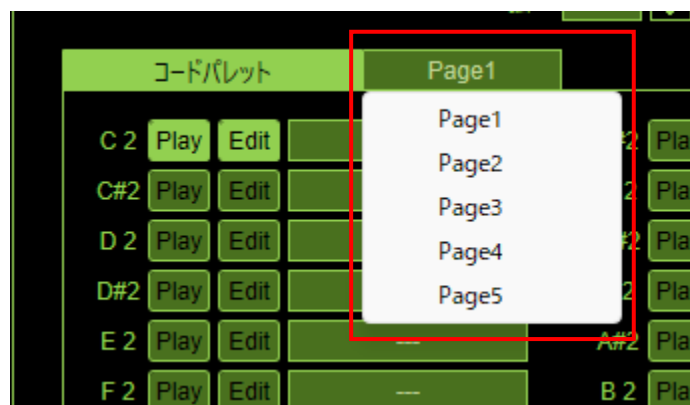 コードパレット Page1
C 2 Play Edit
C#2 Play Edit
D 2 Play Edit
D#2 Play Edit
E 2 Play Edit --- A#2
F 2 Play Edit --- B 2
Page1
Page2
Page3
Page4
Page5